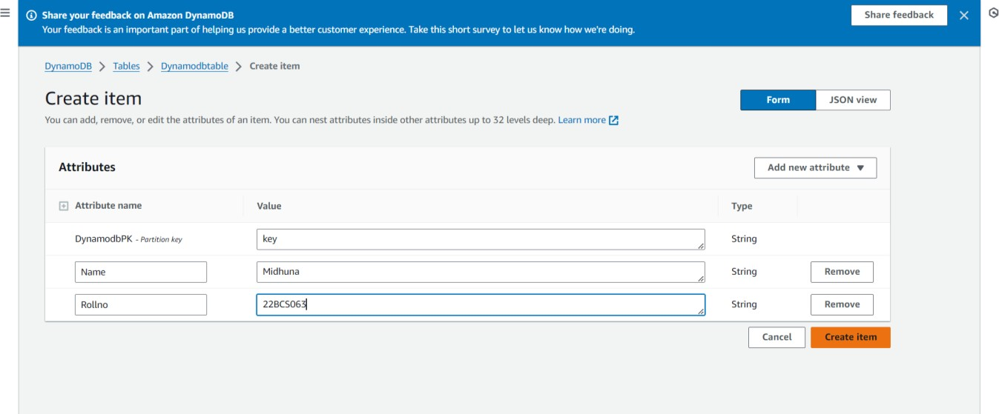 Share your feedback on Amazon DynamoDB
Your feedback is an important part of helping us provide a better customer experience. Take this short survey to let us know how we're doing.
Share feedback
DynamoDB > Tables > Dynamodbtable > Create item
Create item
Form JSON view
You can add, remove, or edit the attributes of an item. You can nest attributes inside other attributes up to 32 levels deep. Learn more
Attributes
Add new attribute
Attribute name Value Type
DynamodbPK - Partition key key String
Name Midhuna String Remove
Rollno 22BCS063 String Remove
Cancel Create item